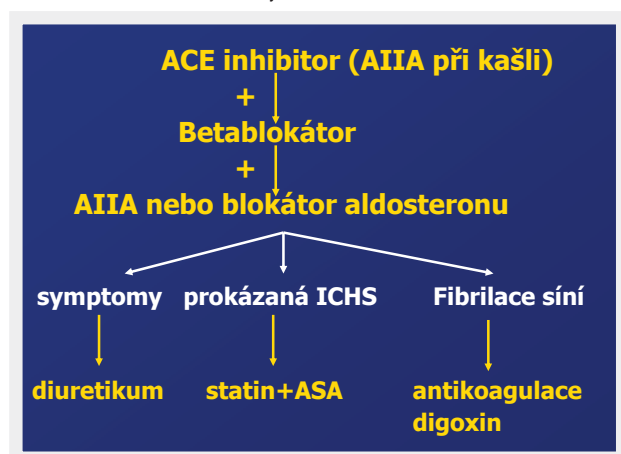 ACE inhibitor (AIIA při kašli)
+
Betablokátor
+
AIIA nebo blokátor aldosteronu
symptomy prokázaná ICHS Fibrilace síní
diuretikum statin+ASA antikoagulace
digoxin